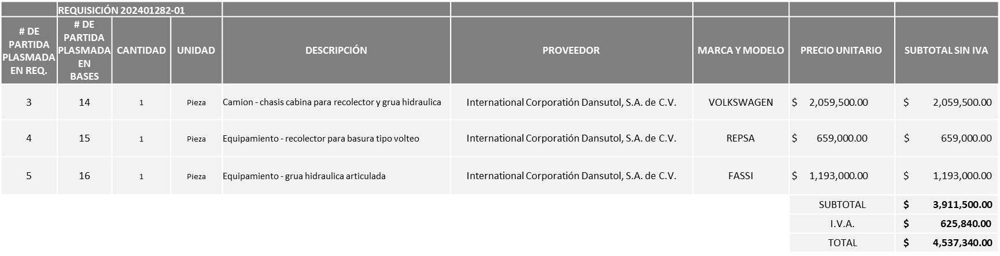 REQUISICIÓN 202401282-01
# DE PARTIDA PLASMADA EN REQ. # DE PARTIDA PLASMADA EN BASES CANTIDAD UNIDAD DESCRIPCIÓN PROVEEDOR MARCA Y MODELO PRECIO UNITARIO SUBTOTAL SIN IVA
3 14 1 Pieza Camion - chasis cabina para recolector y grua hidraulica International Corporatión Dansutol, S.A. de C.V. VOLKSWAGEN $ 2,059,500.00 $ 2,059,500.00
4 15 1 Pieza Equipamiento - recolector para basura tipo volteo International Corporatión Dansutol, S.A. de C.V. REPSA $ 659,000.00 $ 659,000.00
5 16 1 Pieza Equipamiento - grua hidraulica articulada International Corporatión Dansutol, S.A. de C.V. FASSI $ 1,193,000.00 $ 1,193,000.00
SUBTOTAL $ 3,911,500.00
I.V.A. $ 625,840.00
TOTAL $ 4,537,340.00